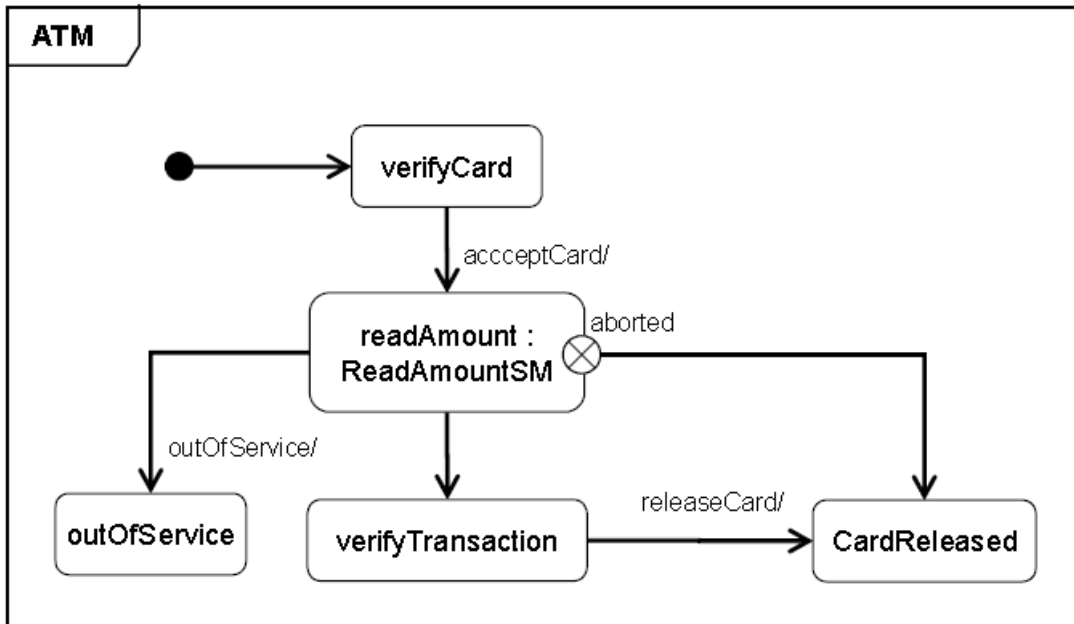 ATM
verifyCard
accceptCard/
readAmount :
ReadAmountSM
aborted
outOfService/
outOfService
verifyTransaction
releaseCard/
CardReleased